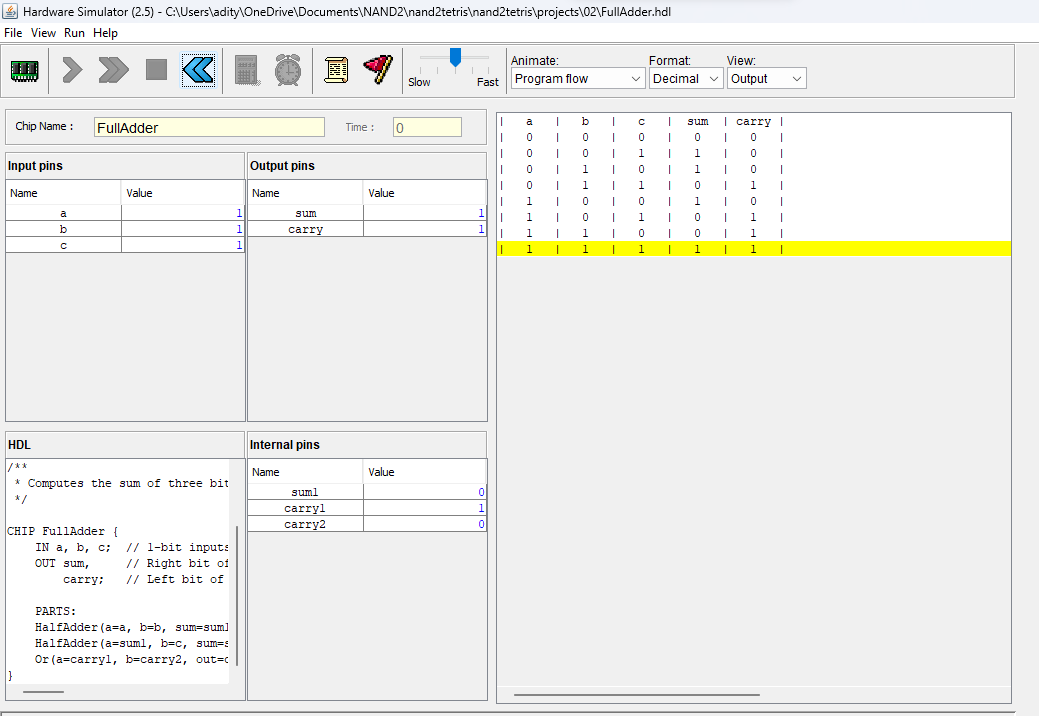 Hardware Simulator (2.5) - C:\Users\adity\OneDrive\Documents\NAND2\nand2tetris\nand2tetris\projects\02\FullAdder.hdl
File View Run Help
Slow Fast
Animate: Format: View:
Program flow Decimal Output
Chip Name : FullAdder Time : 0
Input pins
Name Value
a 1
b 1
c 1
Output pins
Name Value
sum 1
carry 1
HDL
/**
 * Computes the sum of three bit
 */
CHIP FullAdder {
    IN a, b, c;  // 1-bit inputs
    OUT sum,     // Right bit of
        carry;   // Left bit of
    PARTS:
    HalfAdder(a=a, b=b, sum=sum1
    HalfAdder(a=sum1, b=c, sum=s
    Or(a=carry1, b=carry2, out=c
}
Internal pins
Name Value
sum1 0
carry1 1
carry2 0
| a | b | c | sum | carry |
| 0 | 0 | 0 | 0 | 0 |
| 0 | 0 | 1 | 1 | 0 |
| 0 | 1 | 0 | 1 | 0 |
| 0 | 1 | 1 | 0 | 1 |
| 1 | 0 | 0 | 1 | 0 |
| 1 | 0 | 1 | 0 | 1 |
| 1 | 1 | 0 | 0 | 1 |
| 1 | 1 | 1 | 1 | 1 |